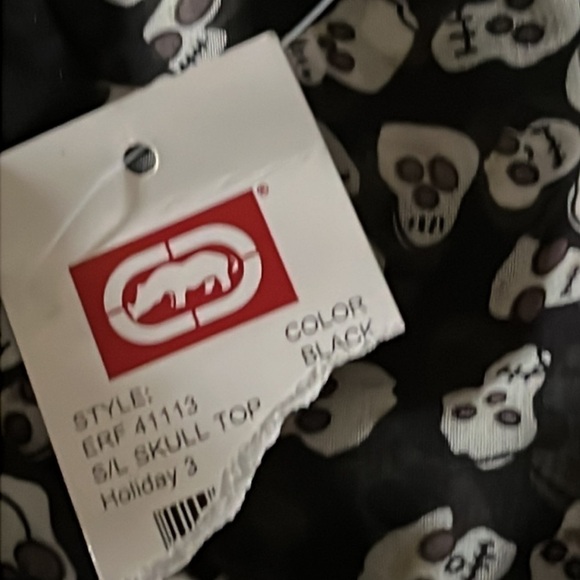 ®
COLOR
BLACK
STYLE:
ERF 41113
S/L SKULL TOP
Holiday 3